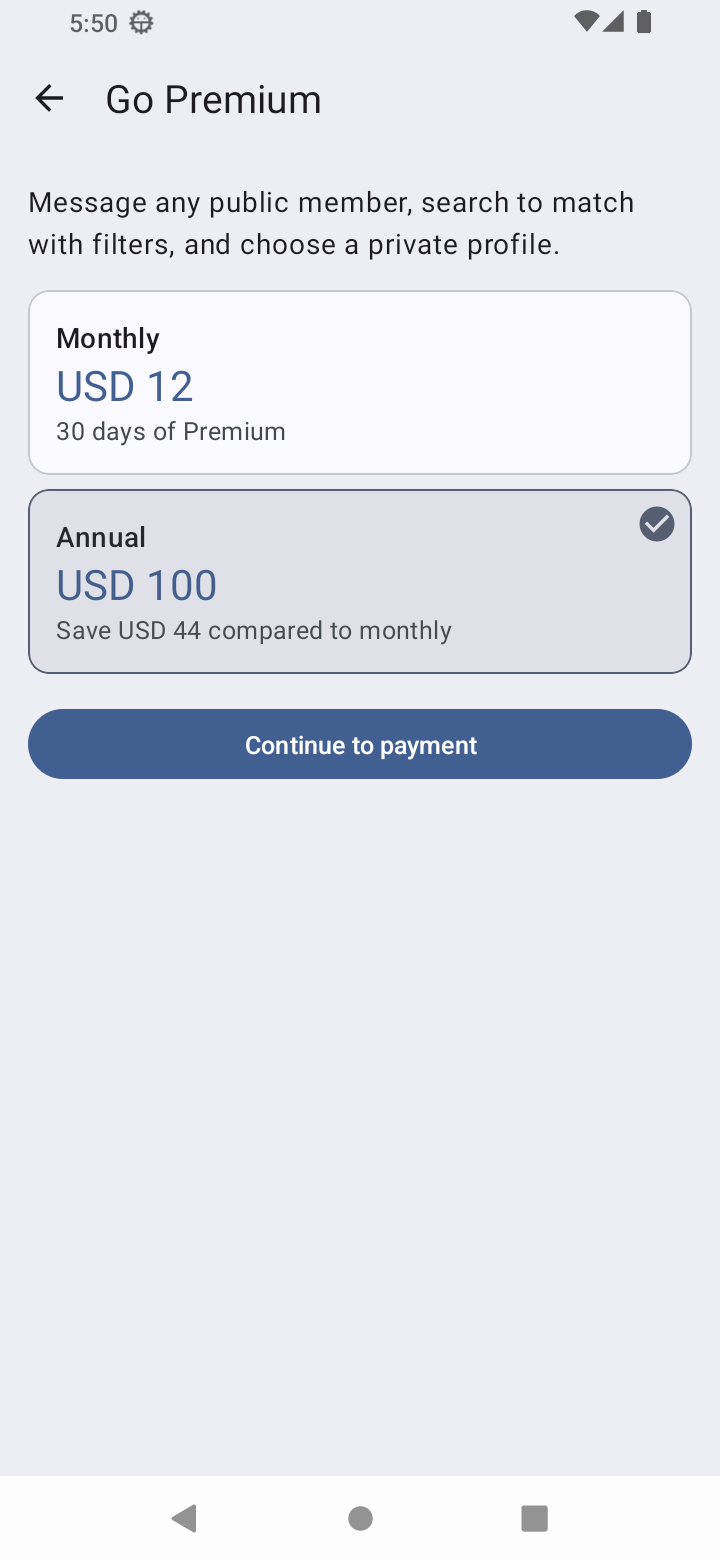 5:50
Go Premium
Message any public member, search to match
with filters, and choose a private profile.
Monthly
USD 12
30 days of Premium
Annual
USD 100
Save USD 44 compared to monthly
Continue to payment